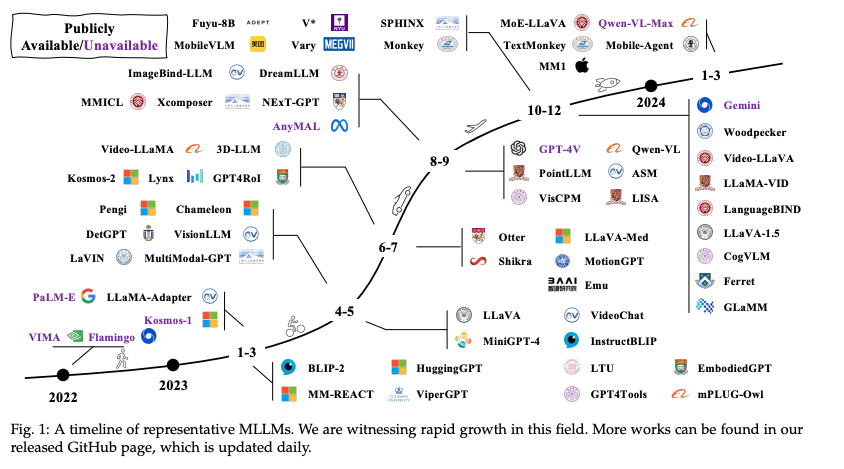 Publicly
Available/Unavailable
Fuyu-8B ADEPT V* NYU
MobileVLM 美团 Vary MEGVII
SPHINX
Monkey
MoE-LLaVA Qwen-VL-Max
TextMonkey Mobile-Agent
MM1
1-3
2024
10-12
ImageBind-LLM DreamLLM
MMICL Xcomposer NExT-GPT
AnyMAL
8-9
Video-LLaMA 3D-LLM
Kosmos-2 Lynx GPT4RoI
6-7
Pengi Chameleon
DetGPT VisionLLM
LaVIN MultiModal-GPT
4-5
PaLM-E LLaMA-Adapter
Kosmos-1
VIMA Flamingo
1-3
2023
2022
Gemini
Woodpecker
Video-LLaVA
LLaMA-VID
LanguageBIND
LLaVA-1.5
CogVLM
Ferret
GLaMM
GPT-4V Qwen-VL
PointLLM ASM
VisCPM LISA
Otter LLaVA-Med
Shikra MotionGPT
BAAI Emu
LLaVA VideoChat
MiniGPT-4 InstructBLIP
BLIP-2 HuggingGPT LTU EmbodiedGPT
MM-REACT ViperGPT GPT4Tools mPLUG-Owl
Fig. 1: A timeline of representative MLLMs. We are witnessing rapid growth in this field. More works can be found in our
released GitHub page, which is updated daily.